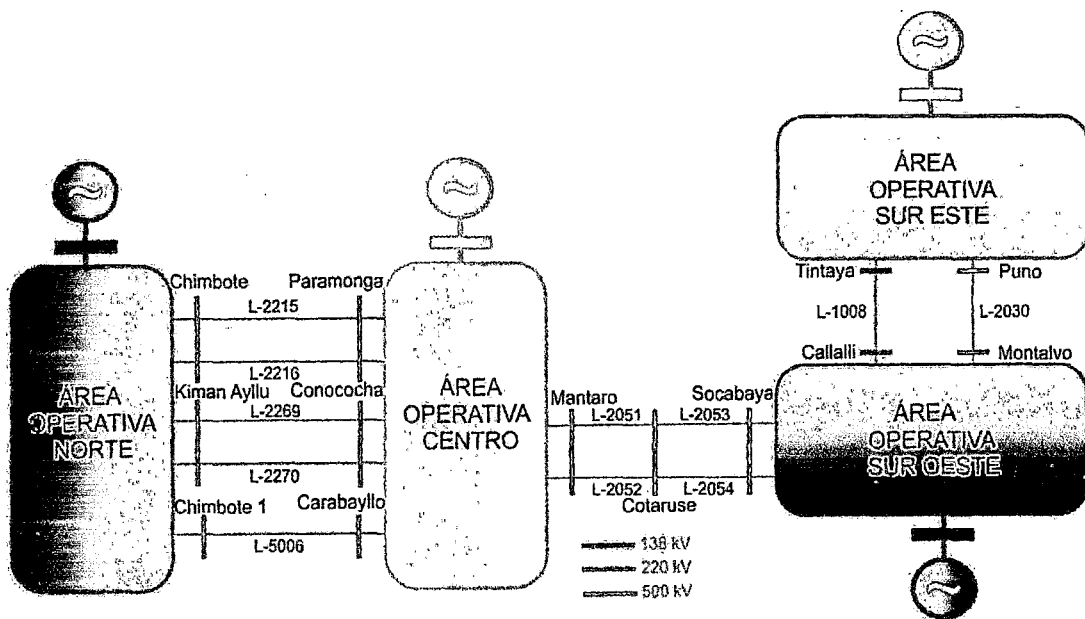 ÁREA
OPERATIVA
NORTE
Chimbote
Paramonga
L-2215
L-2216
Kiman Ayllu
Conococha
L-2269
L-2270
Chimbote 1
Carabayllo
L-5006
ÁREA
OPERATIVA
CENTRO
Mantaro
L-2051
L-2053
Socabaya
L-2052
L-2054
Cotaruse
ÁREA
OPERATIVA
SUR ESTE
Tintaya
Puno
L-1008
L-2030
Callalli
Montalvo
ÁREA
OPERATIVA
SUR OESTE
138 kV
220 kV
500 kV